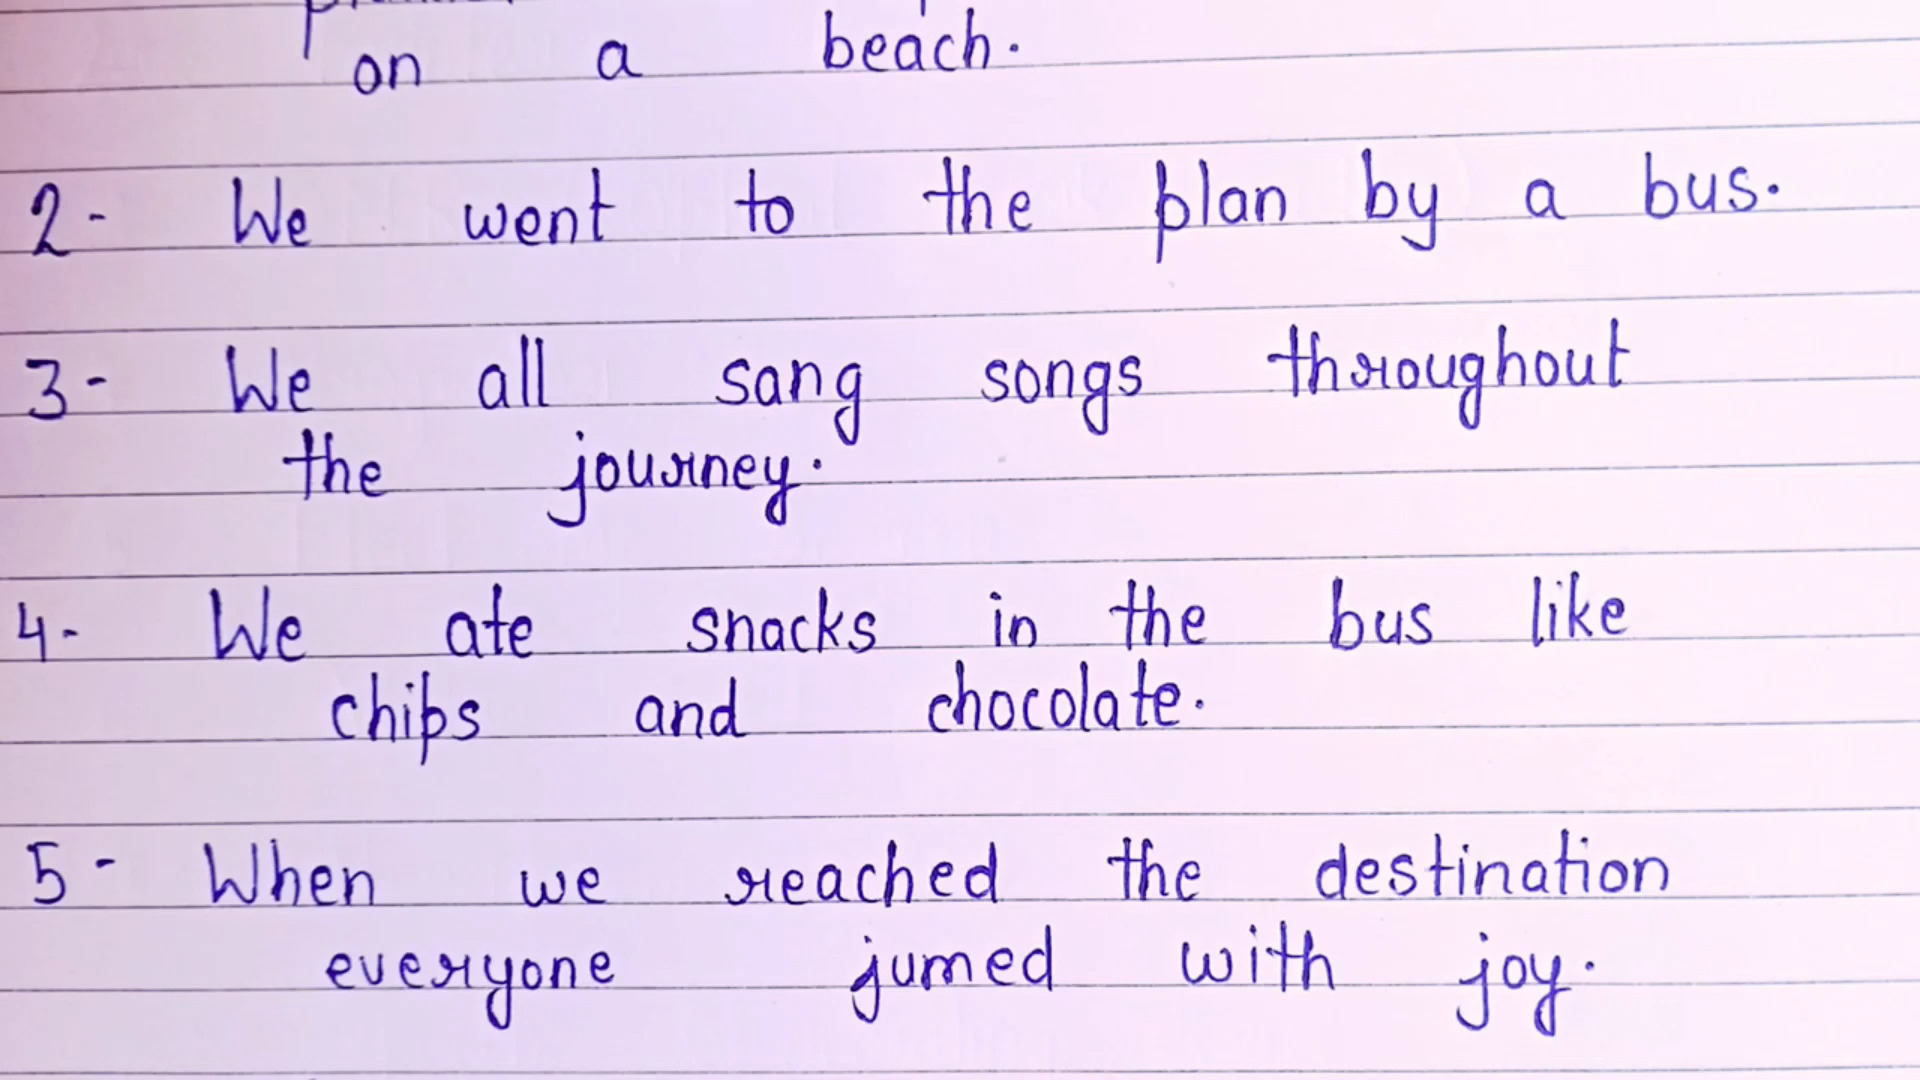 on a beach.
2- We went to the plan by a bus.
3- We all sang songs throughout
the journey.
4- We ate snacks in the bus like
chips and chocolate.
5- When we reached the destination
everyone jumed with joy.